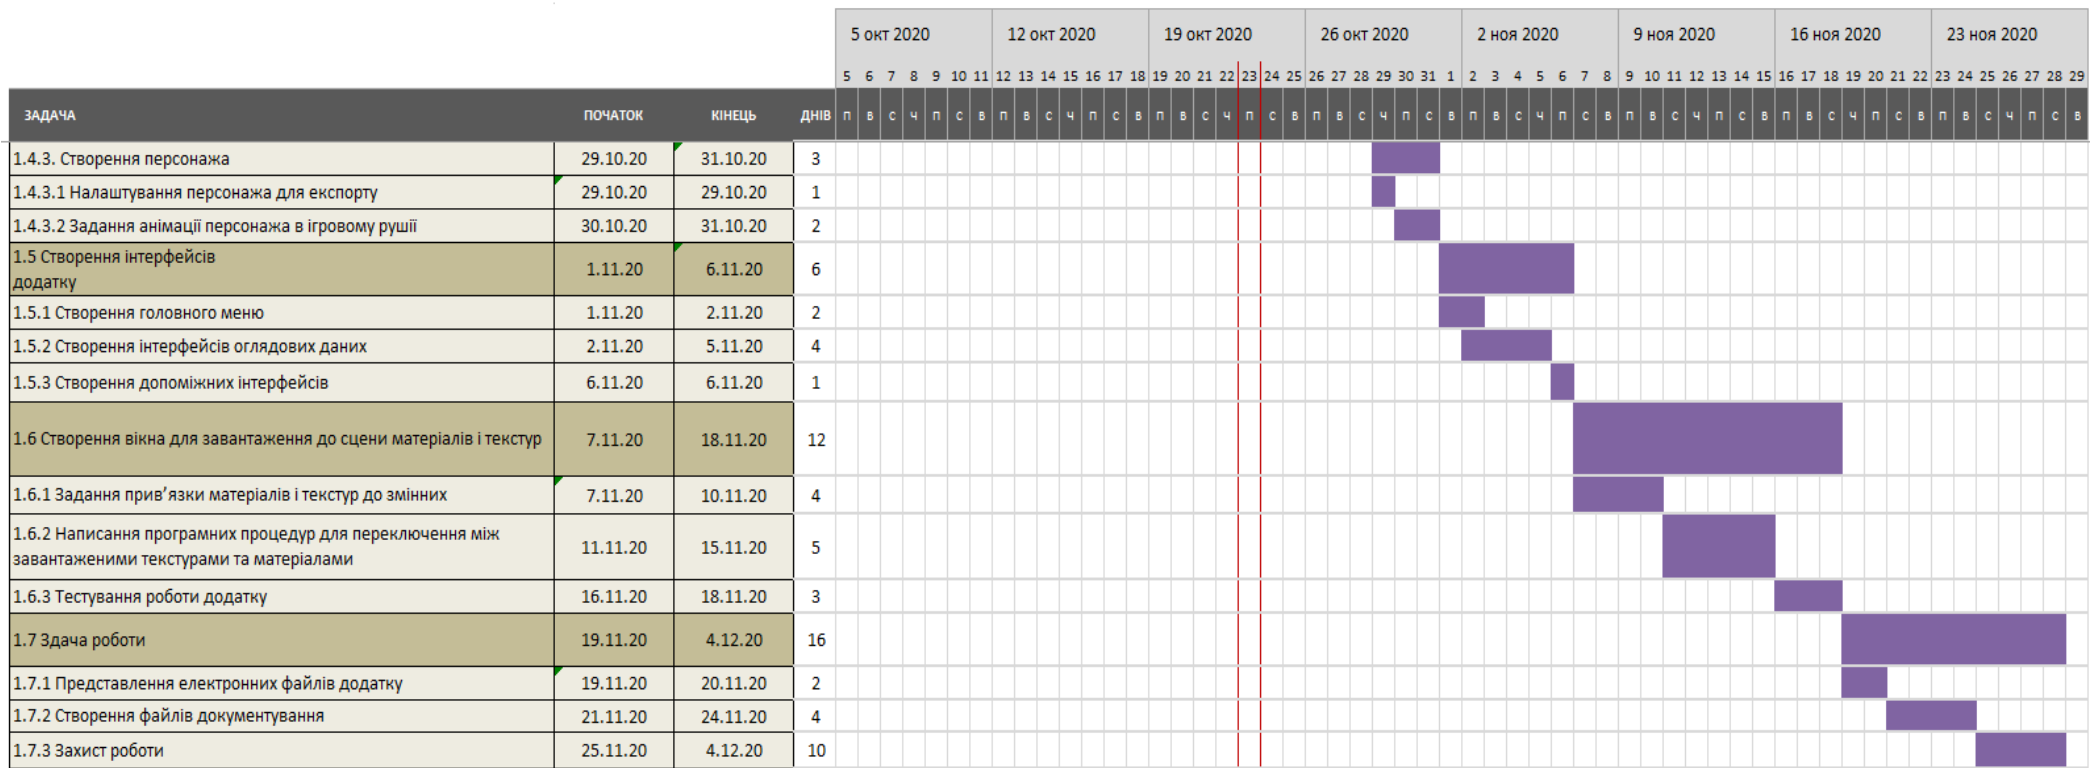 5 окт 2020 12 окт 2020 19 окт 2020 26 окт 2020 2 ноя 2020 9 ноя 2020 16 ноя 2020 23 ноя 2020
5 6 7 8 9 10 11 12 13 14 15 16 17 18 19 20 21 22 23 24 25 26 27 28 29 30 31 1 2 3 4 5 6 7 8 9 10 11 12 13 14 15 16 17 18 19 20 21 22 23 24 25 26 27 28 29
ЗАДАЧА ПОЧАТОК КІНЕЦЬ ДНІВ п в с ч п с в п в с ч п с в п в с ч п с в п в с ч п с в п в с ч п с в п в с ч п с в п в с ч п с в п в с ч п с в
1.4.3. Створення персонажа 29.10.20 31.10.20 3
1.4.3.1 Налаштування персонажа для експорту 29.10.20 29.10.20 1
1.4.3.2 Задання анімації персонажа в ігровому рушії 30.10.20 31.10.20 2
1.5 Створення інтерфейсів
додатку 1.11.20 6.11.20 6
1.5.1 Створення головного меню 1.11.20 2.11.20 2
1.5.2 Створення інтерфейсів оглядових даних 2.11.20 5.11.20 4
1.5.3 Створення допоміжних інтерфейсів 6.11.20 6.11.20 1
1.6 Створення вікна для завантаження до сцени матеріалів і текстур 7.11.20 18.11.20 12
1.6.1 Задання прив’язки матеріалів і текстур до змінних 7.11.20 10.11.20 4
1.6.2 Написання програмних процедур для переключення між
завантаженими текстурами та матеріалами 11.11.20 15.11.20 5
1.6.3 Тестування роботи додатку 16.11.20 18.11.20 3
1.7 Здача роботи 19.11.20 4.12.20 16
1.7.1 Представлення електронних файлів додатку 19.11.20 20.11.20 2
1.7.2 Створення файлів документування 21.11.20 24.11.20 4
1.7.3 Захист роботи 25.11.20 4.12.20 10